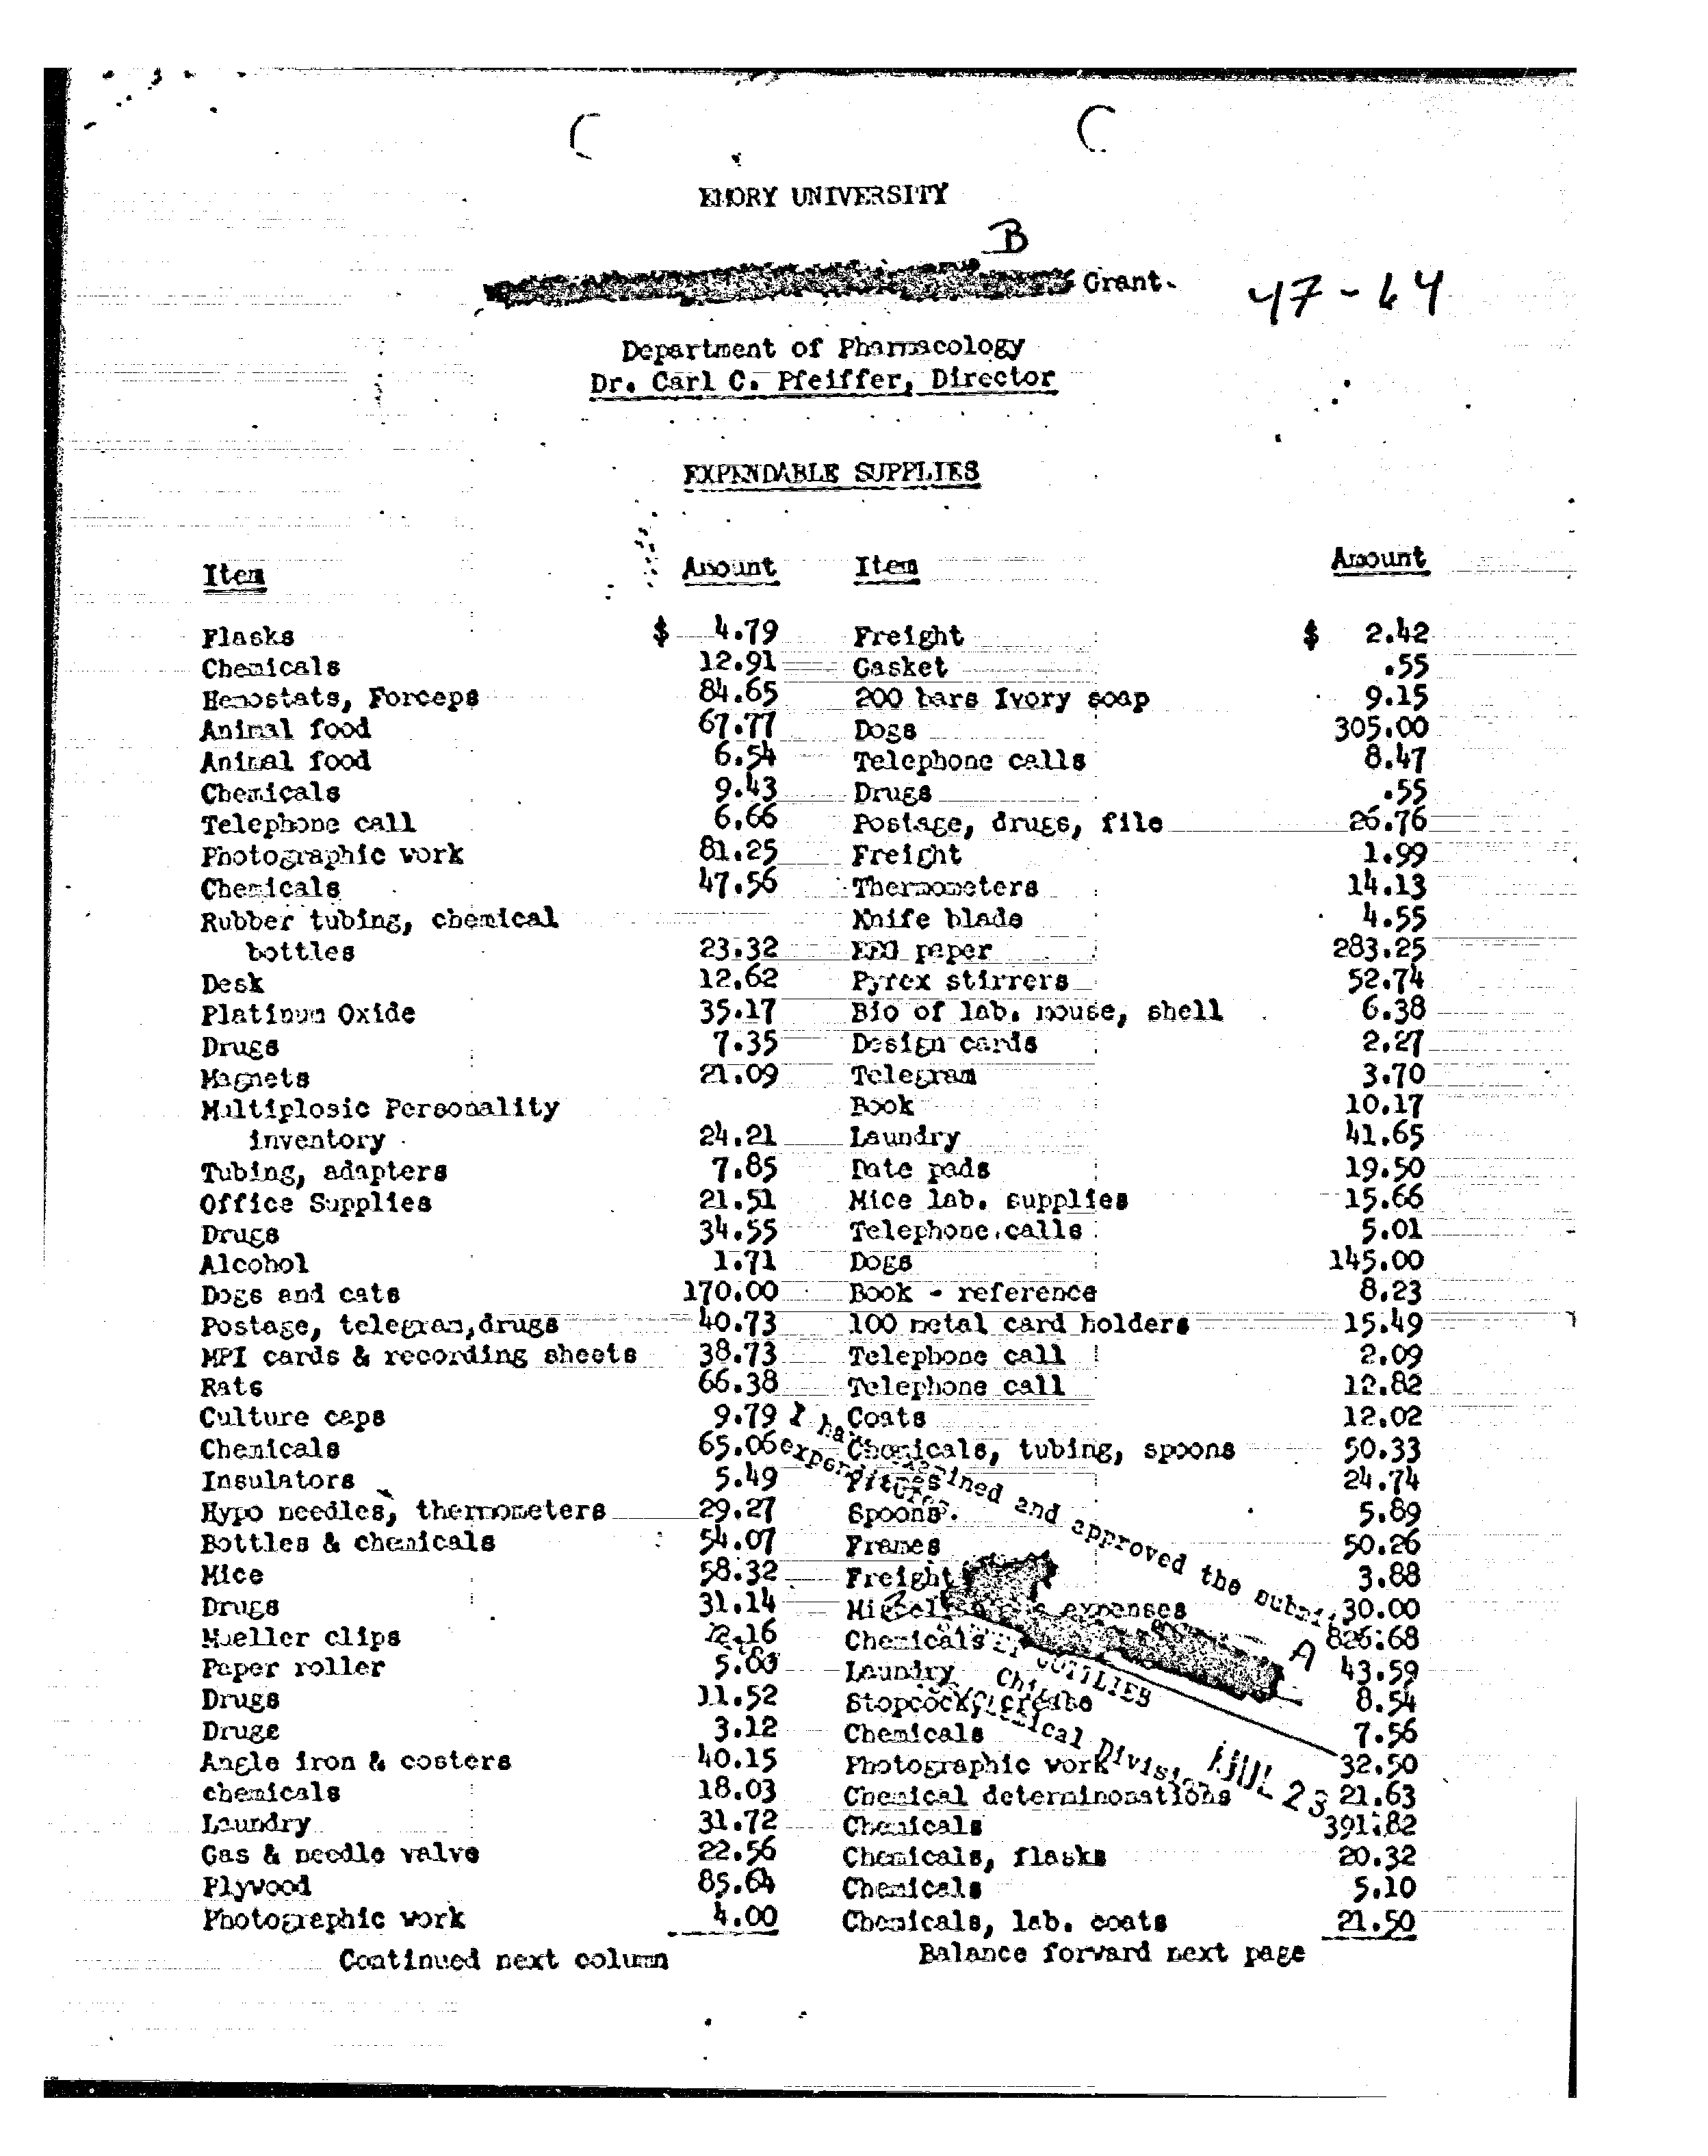 EMORY UNIVERSITY
B
Grant.
47-64
Department of Pharmacology
Dr. Carl C. Pfeiffer, Director
EXPENDABLE SUPPLIES
Item Amount Item Amount
Flasks $ 4.79 Freight $ 2.42
Chemicals 12.91 Gasket .55
Hemostats, Forceps 84.65 200 bars Ivory soap 9.15
Animal food 67.77 Dogs 305.00
Animal food 6.54 Telephone calls 8.47
Chemicals 9.43 Drugs .55
Telephone call 6.66 Postage, drugs, file 26.76
Photographic work 81.25 Freight 1.99
Chemicals 47.56 Thermometers 14.13
Rubber tubing, chemical Knife blade 4.55
bottles 23.32 EEG paper 283.25
Desk 12.62 Pyrex stirrers 52.74
Platinum Oxide 35.17 Bio of lab. mouse, shell 6.38
Drugs 7.35 Design cards 2.27
Magnets 21.09 Telegram 3.70
Multiplosic Personality Book 10.17
inventory 24.21 Laundry 41.65
Tubing, adapters 7.85 Date pads 19.50
Office Supplies 21.51 Mice lab. supplies 15.66
Drugs 34.55 Telephone calls 5.01
Alcohol 1.71 Dogs 145.00
Dogs and cats 170.00 Book - reference 8.23
Postage, telegram, drugs 40.73 100 metal card holders 15.49
MPI cards & recording sheets 38.73 Telephone call 2.09
Rats 66.38 Telephone call 12.82
Culture caps 9.79 Coats 12.02
Chemicals 65.06 Chemicals, tubing, spoons 50.33
Insulators 5.49 24.74
Hypo needles, thermometers 29.27 Spoons 5.89
Bottles & chemicals 54.07 Frames 50.26
Mice 58.32 Freight 3.88
Drugs 31.14 expenses 30.00
Mueller clips Chemicals 826.68
Paper roller Laundry 43.59
Drugs 11.52 Stopcock, 8.54
Drugs 3.12 Chemicals 7.56
Angle iron & costers 40.15 Photographic work 32.50
chemicals 18.03 Chemical determinonations 21.63
Laundry 31.72 Chemicals 391.82
Gas & needle valve 22.56 Chemicals, flasks 20.32
Plywood 85.64 Chemicals 5.10
Photographic work 4.00 Chemicals, lab. coats 21.50
Continued next column Balance forward next page
and approved the
A
Division
JUL 23